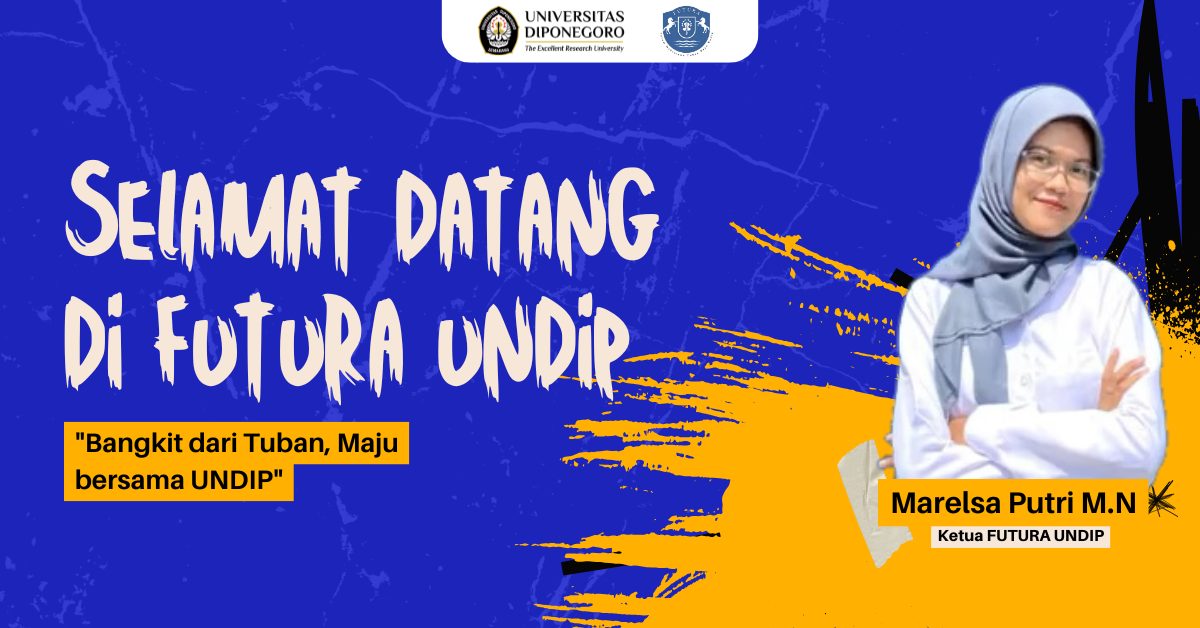 UNIVERSITAS
DIPONEGORO
The Excellent Research University
FUTURA
SELAMAT DATANG
Di FUTURA UNDiP
"Bangkit dari Tuban, Maju
bersama UNDIP"
Marelsa Putri M.N
Ketua FUTURA UNDIP